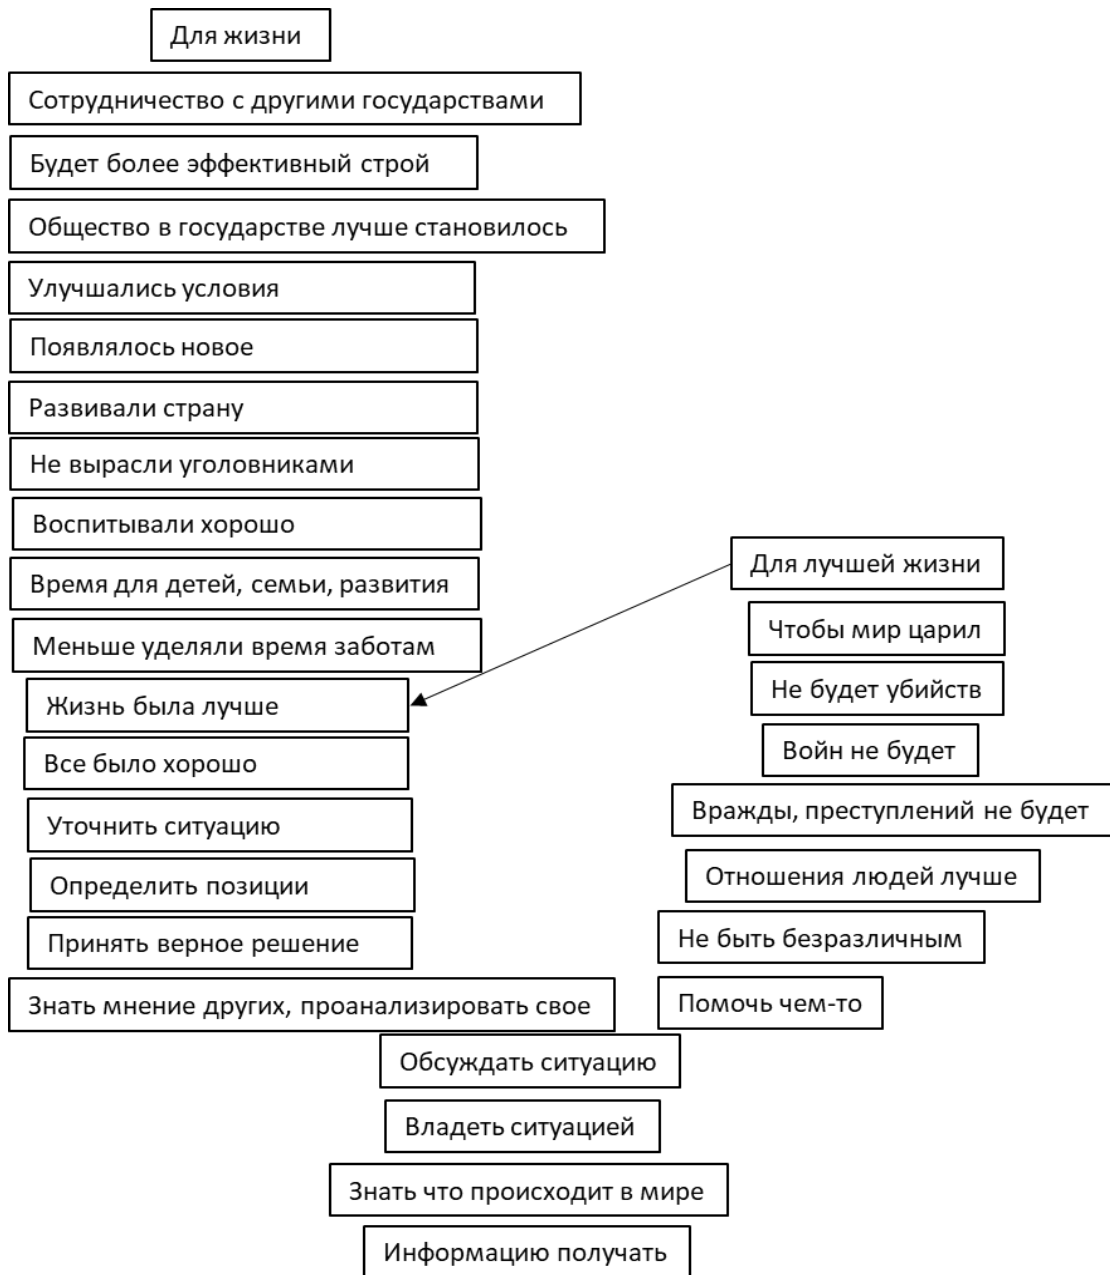 Для жизни
Сотрудничество с другими государствами
Будет более эффективный строй
Общество в государстве лучше становилось
Улучшались условия
Появлялось новое
Развивали страну
Не вырасли уголовниками
Воспитывали хорошо
Время для детей, семьи, развития
Меньше уделяли время заботам
Жизнь была лучше
Все было хорошо
Уточнить ситуацию
Определить позиции
Принять верное решение
Знать мнение других, проанализировать свое
Для лучшей жизни
Чтобы мир царил
Не будет убийств
Войн не будет
Вражды, преступлений не будет
Отношения людей лучше
Не быть безразличным
Помочь чем-то
Обсуждать ситуацию
Владеть ситуацией
Знать что происходит в мире
Информацию получать